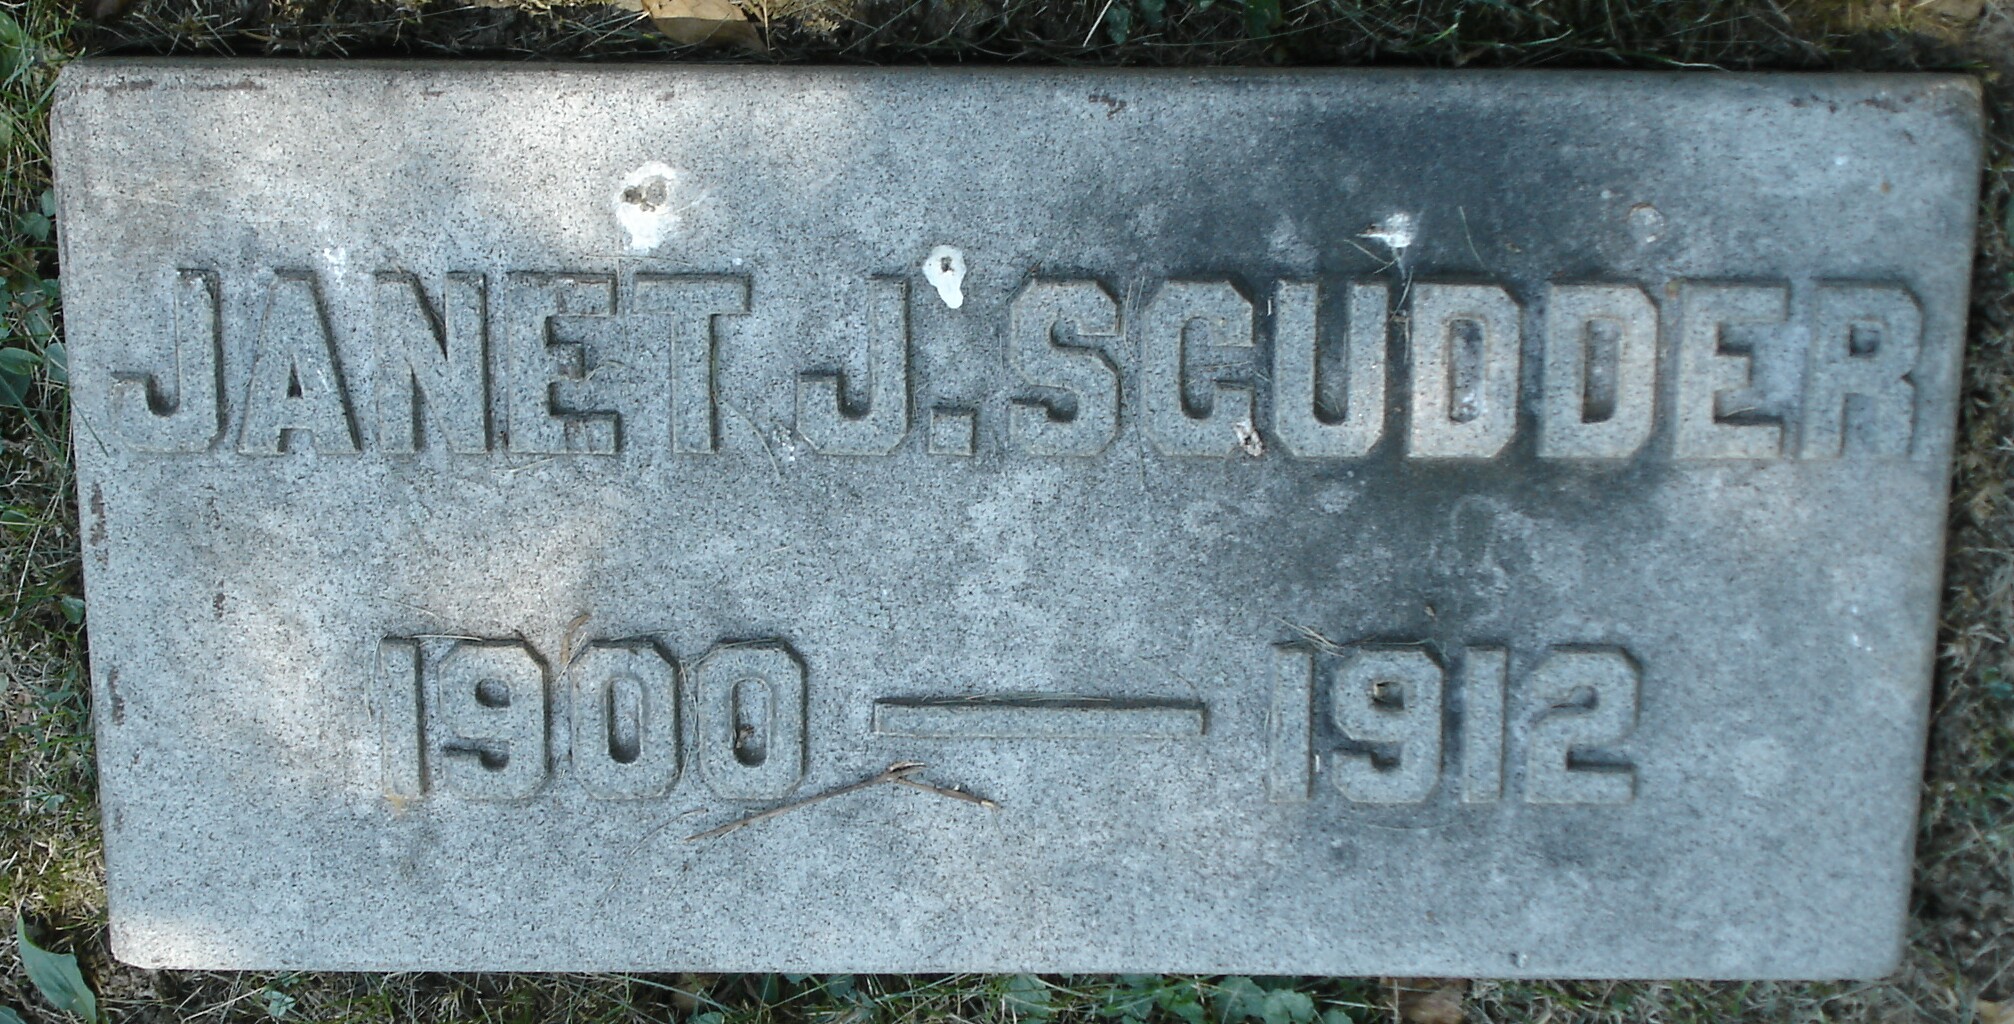 JANET J. SCUDDER
1900 — 1912